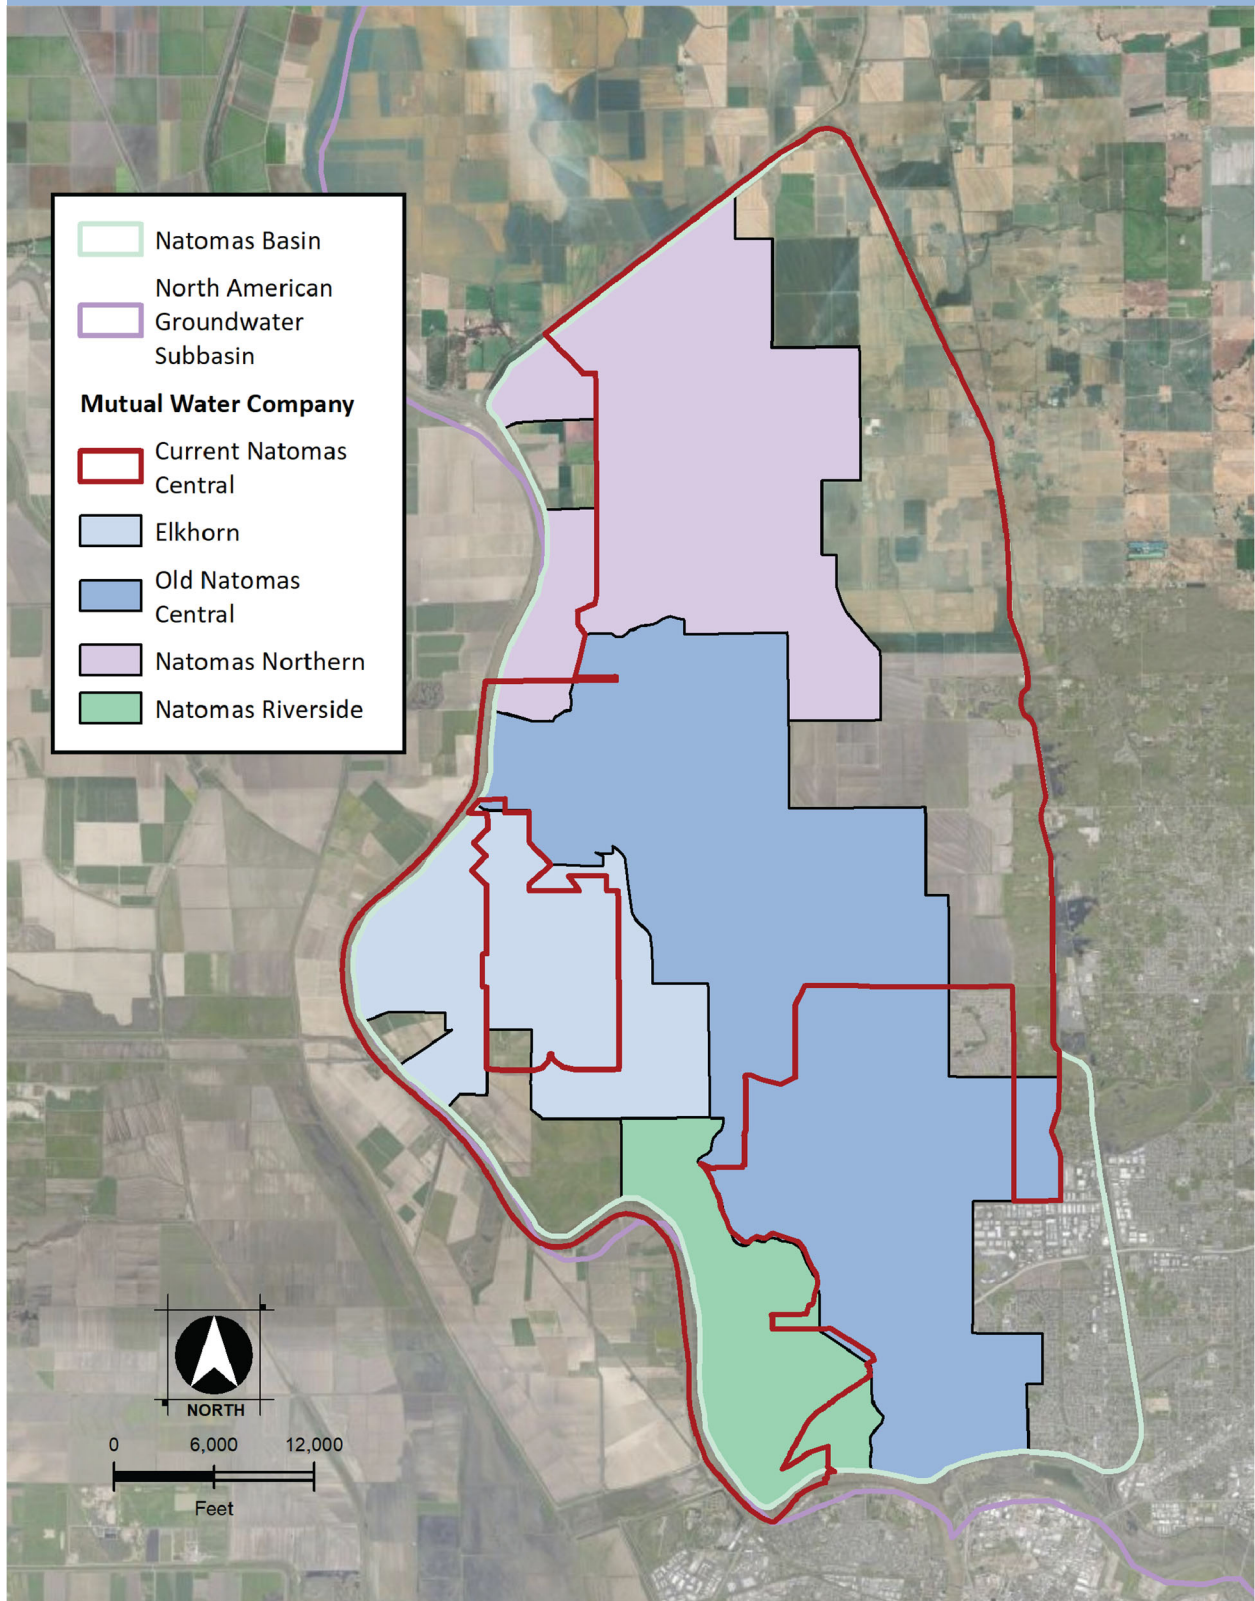 Natomas Basin
North American
Groundwater
Subbasin
Mutual Water Company
Current Natomas
Central
Elkhorn
Old Natomas
Central
Natomas Northern
Natomas Riverside
NORTH
0 6,000 12,000
Feet